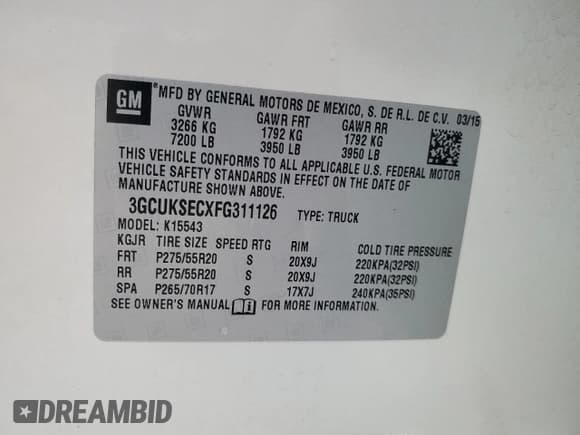 GM
®MFD BY GENERAL MOTORS DE MEXICO, S. DE R.L. DE C.V. 03/15
GVWR GAWR FRT GAWR RR
3266 KG 1792 KG 1792 KG
7200 LB 3950 LB 3950 LB
THIS VEHICLE CONFORMS TO ALL APPLICABLE U.S. FEDERAL MOTOR
VEHICLE SAFETY STANDARDS IN EFFECT ON THE DATE OF
MANUFACTURE SHOWN ABOVE.
3GCUKSECXFG311126 TYPE: TRUCK
MODEL: K15543
KGJR TIRE SIZE SPEED RTG RIM COLD TIRE PRESSURE
FRT P275/55R20 S 20X9J 220KPA(32PSI)
RR P275/55R20 S 20X9J 220KPA(32PSI)
SPA P265/70R17 S 17X7J 240KPA(35PSI)
SEE OWNER'S MANUAL FOR MORE INFORMATION.
DREAMBID